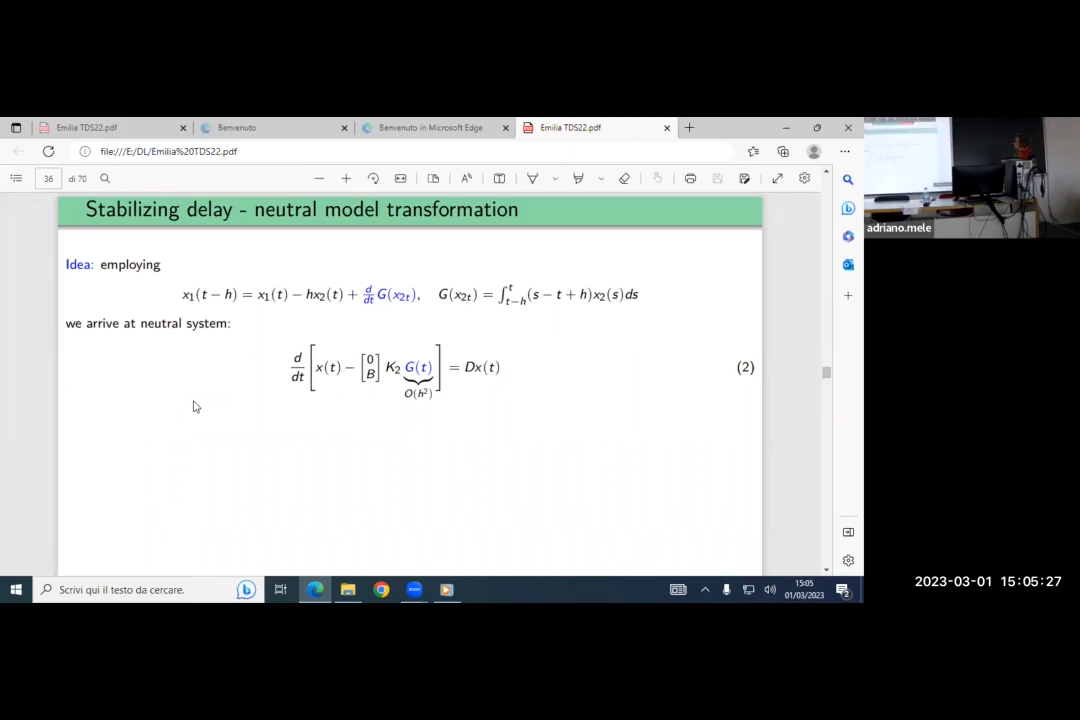 Emilia TDS22.pdf
Benvenuto
Benvenuto in Microsoft Edge
Emilia TDS22.pdf
file:///E:/DL/Emilia%20TDS22.pdf
36 di 70
Stabilizing delay - neutral model transformation
Idea: employing
x₁(t − h) = x₁(t) − hx₂(t) + d/dt G(x₂ₜ), G(x₂ₜ) = ∫ₜ₋ₕᵗ (s − t + h)x₂(s)ds
we arrive at neutral system:
d/dt [x(t) − [0 B] K₂ G(t)] = Dx(t) (2)
O(h²)
adriano.mele
Scrivi qui il testo da cercare.
15:05
01/03/2023
2
2023-03-01 15:05:27